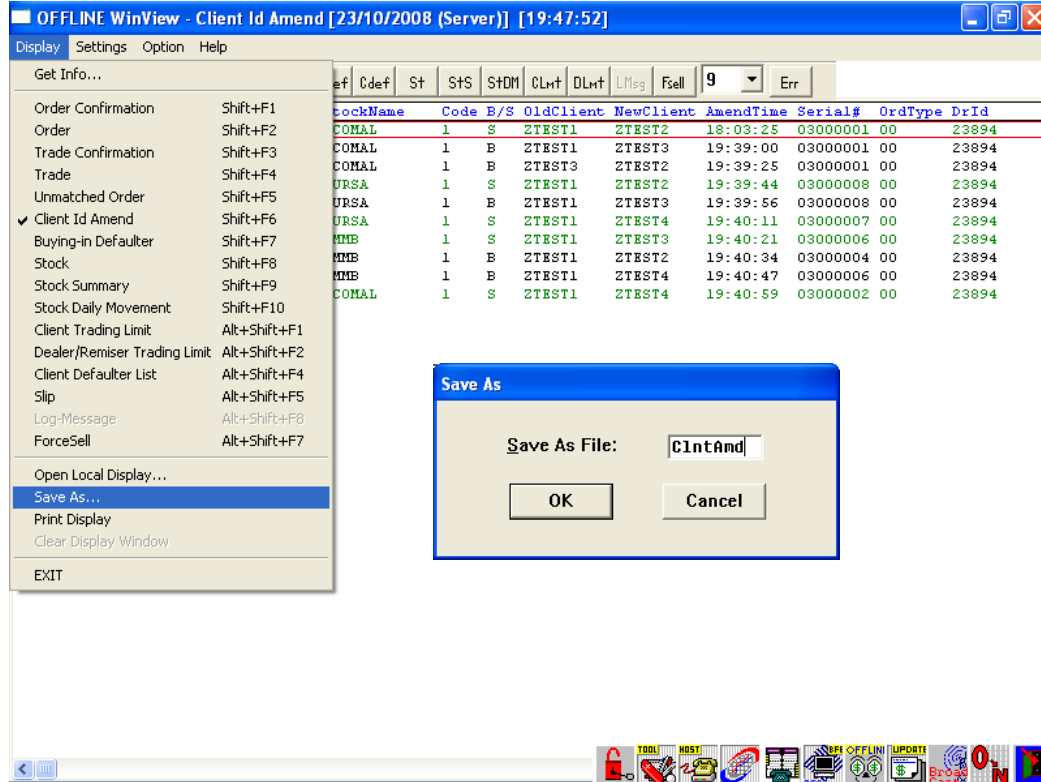 OFFLINE WinView - Client Id Amend [23/10/2008 (Server)] [19:47:52]
Display Settings Option Help
Get Info...
Order Confirmation Shift+F1
Order Shift+F2
Trade Confirmation Shift+F3
Trade Shift+F4
Unmatched Order Shift+F5
Client Id Amend Shift+F6
Buying-in Defaulter Shift+F7
Stock Shift+F8
Stock Summary Shift+F9
Stock Daily Movement Shift+F10
Client Trading Limit Alt+Shift+F1
Dealer/Remiser Trading Limit Alt+Shift+F2
Client Defaulter List Alt+Shift+F4
Slip Alt+Shift+F5
Log-Message Alt+Shift+F8
ForceSell Alt+Shift+F7
Open Local Display...
Save As...
Print Display
Clear Display Window
EXIT
ef Cdef St StS StDM CLmt DLmt LMsg Fsell 9 Err
tockName Code B/S OldClient NewClient AmendTime Serial# OrdType DrId
COMAL 1 S ZTEST1 ZTEST2 18:03:25 03000001 00 23894
COMAL 1 B ZTEST1 ZTEST3 19:39:00 03000001 00 23894
COMAL 1 B ZTEST3 ZTEST2 19:39:25 03000001 00 23894
URSA 1 S ZTEST1 ZTEST2 19:39:44 03000008 00 23894
URSA 1 B ZTEST1 ZTEST3 19:39:56 03000008 00 23894
URSA 1 S ZTEST1 ZTEST4 19:40:11 03000007 00 23894
MMB 1 S ZTEST1 ZTEST3 19:40:21 03000006 00 23894
MMB 1 B ZTEST1 ZTEST2 19:40:34 03000004 00 23894
MMB 1 B ZTEST1 ZTEST4 19:40:47 03000006 00 23894
COMAL 1 S ZTEST1 ZTEST4 19:40:59 03000002 00 23894
Save As
Save As File: ClntAmd
OK Cancel
TOOL HOST BFE OFFLIN UPDATE